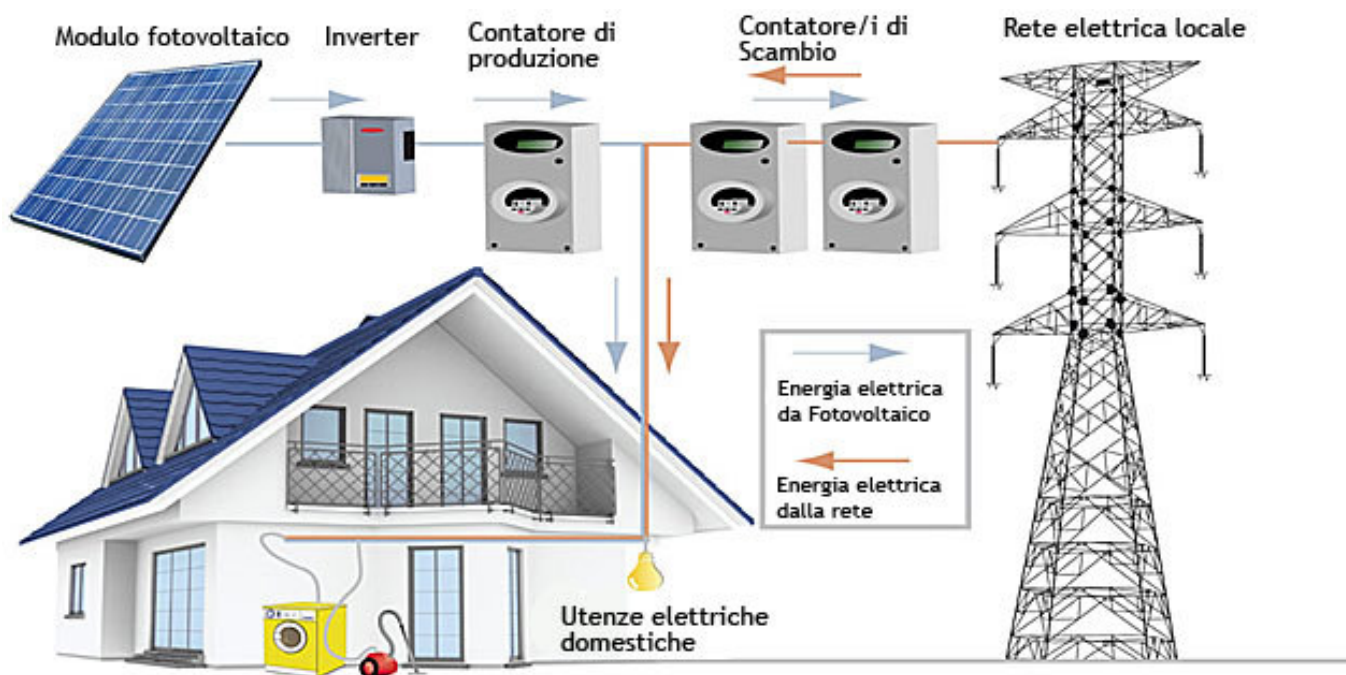 Modulo fotovoltaico
Inverter
Contatore di
produzione
Contatore/i di
Scambio
Rete elettrica locale
Energia elettrica
da Fotovoltaico
Energia elettrica
dalla rete
Utenze elettriche
domestiche